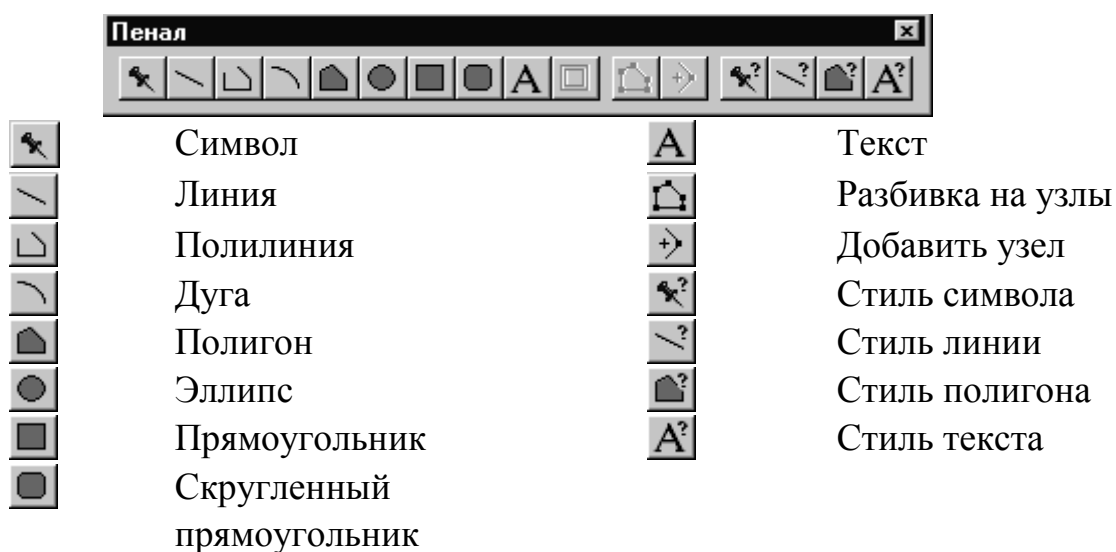 Пенал
Символ
Линия
Полилиния
Дуга
Полигон
Эллипс
Прямоугольник
Скругленный
прямоугольник
Текст
Разбивка на узлы
Добавить узел
Стиль символа
Стиль линии
Стиль полигона
Стиль текста